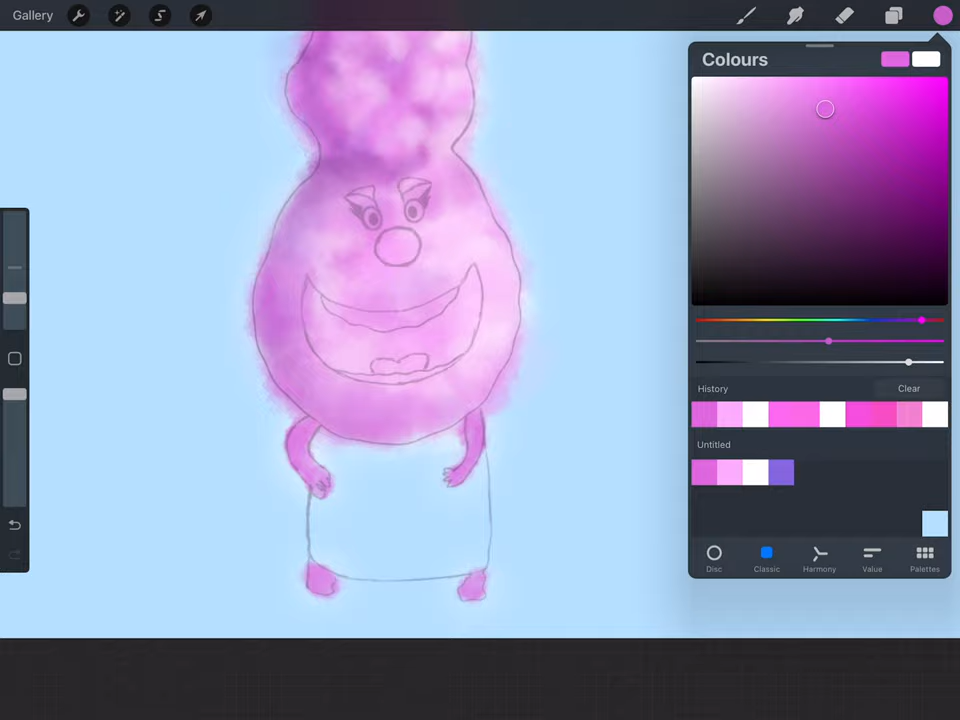 Gallery
Colours
History
Clear
Untitled
Disc
Classic
Harmony
Value
Palettes